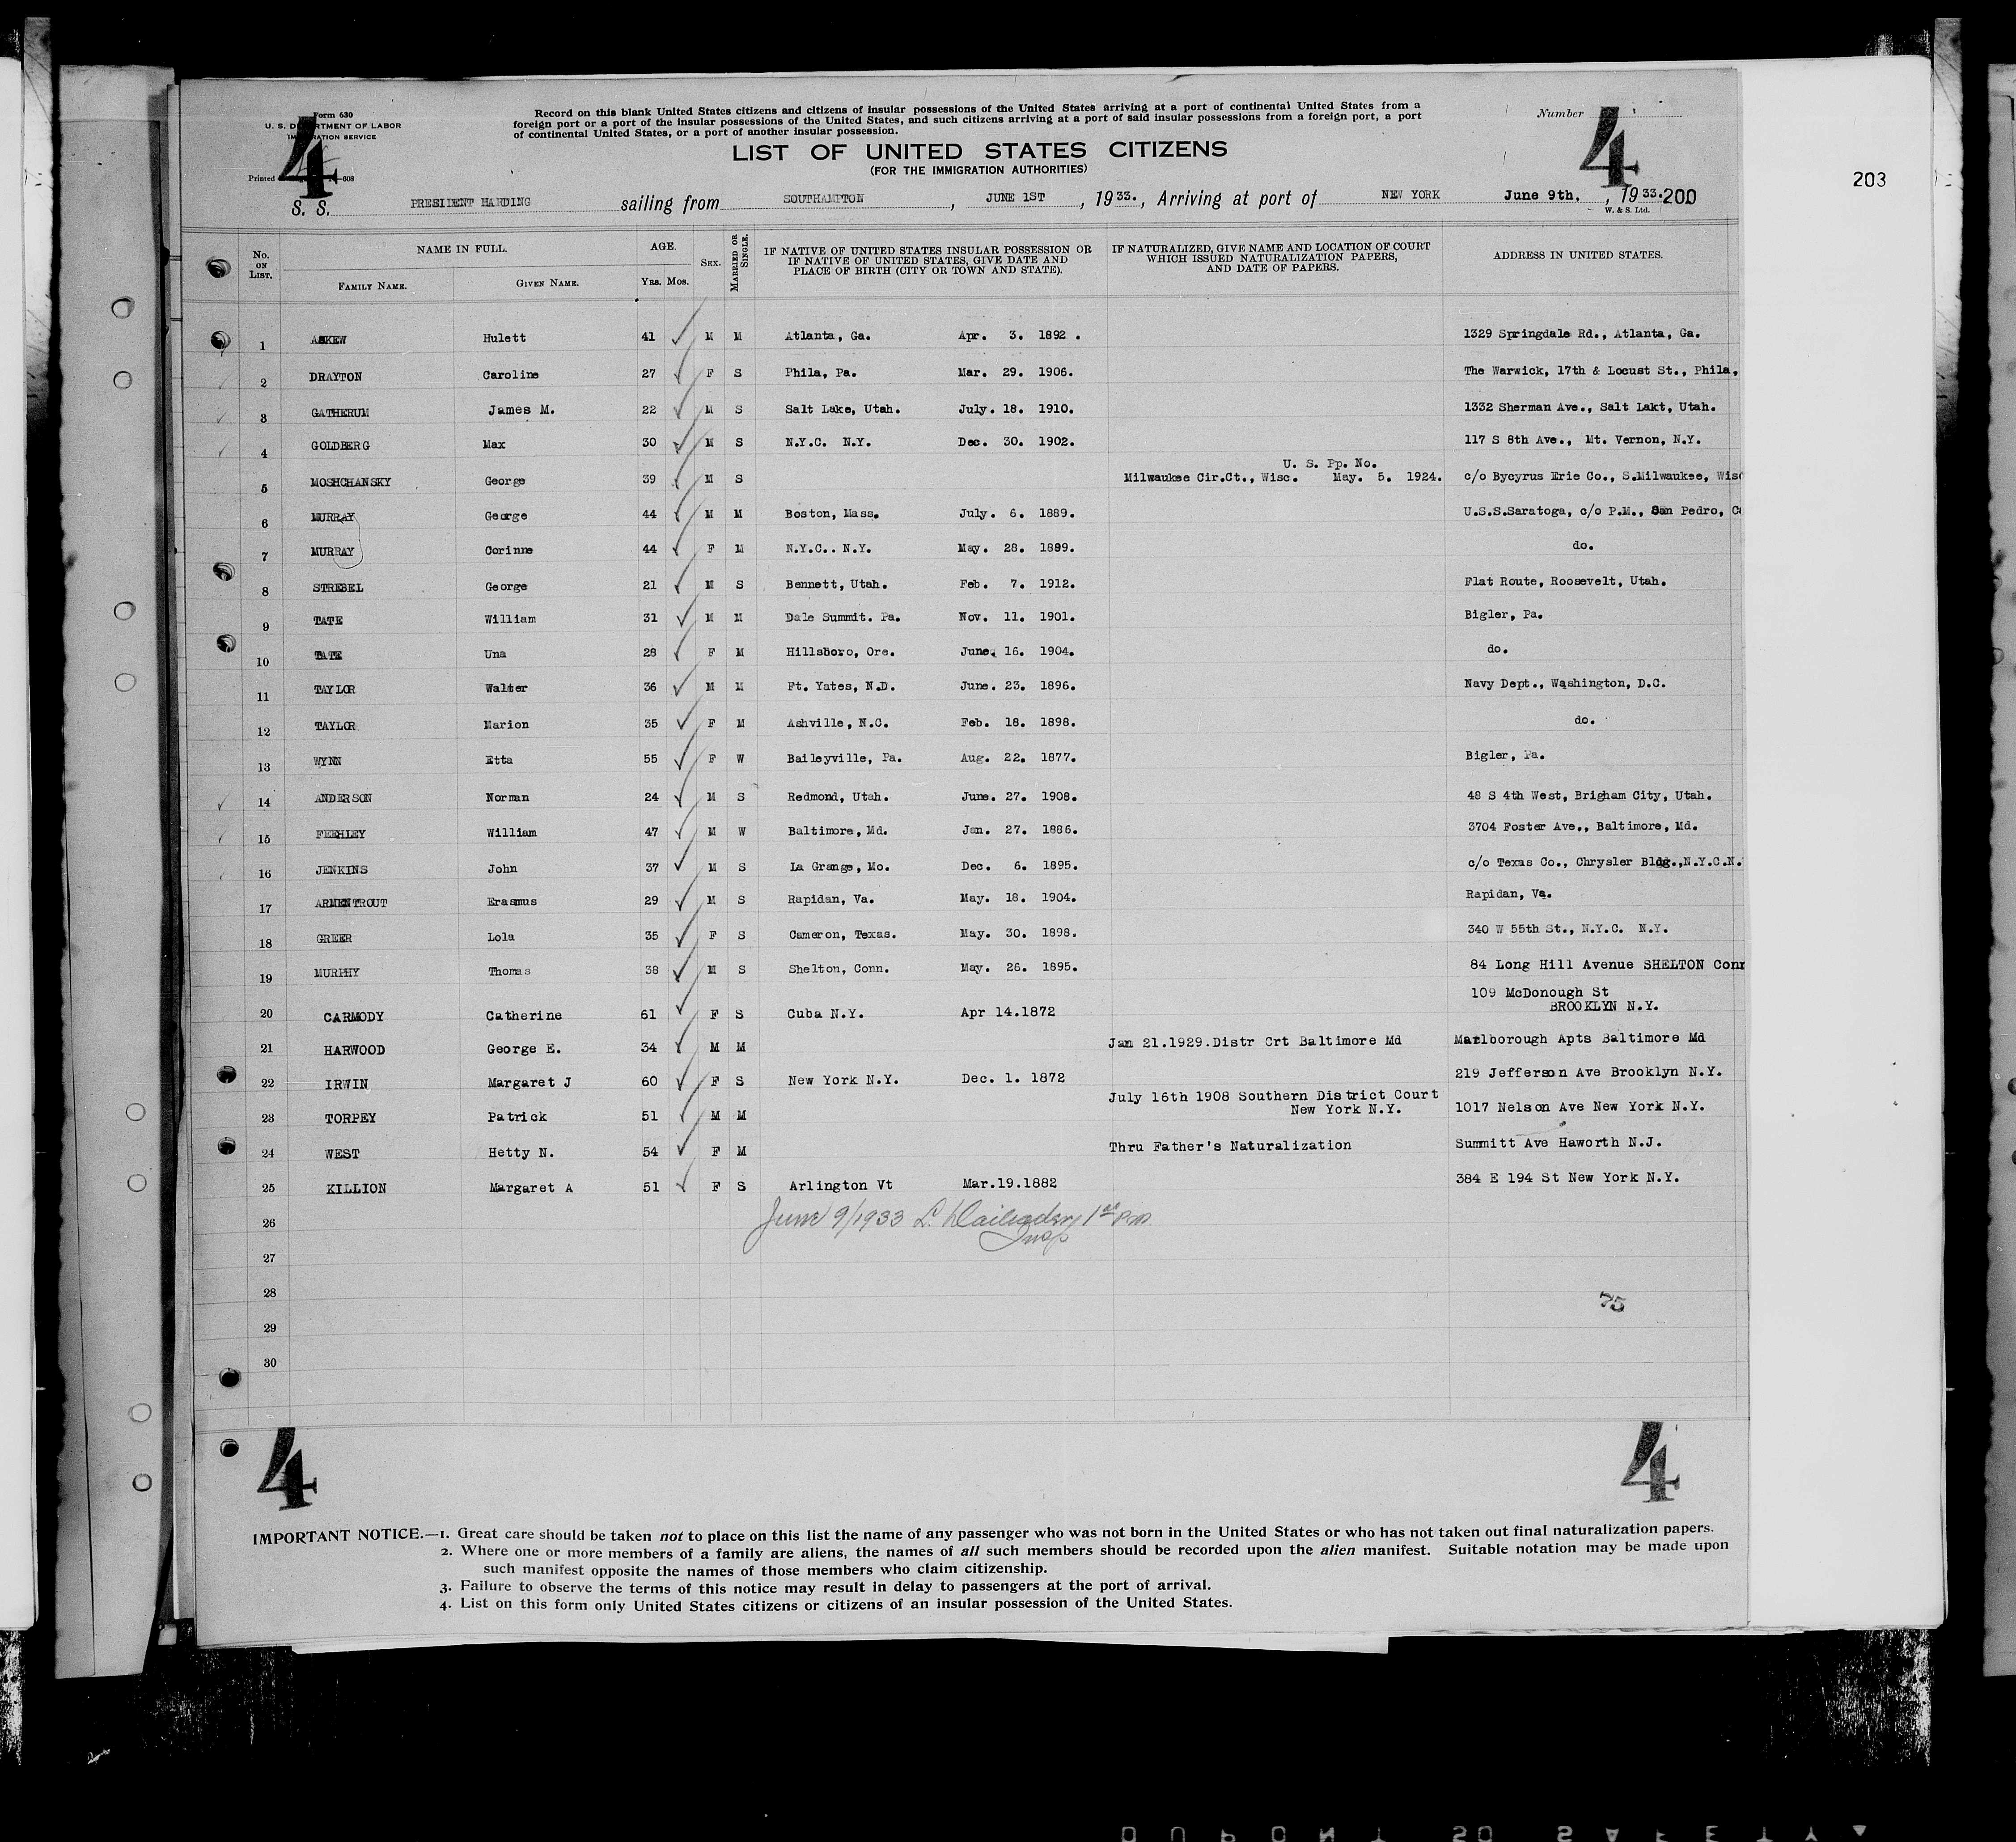 Form 630
U. S. DEPARTMENT OF LABOR
IMMIGRATION SERVICE
Printed
608
4
Record on this blank United States citizens and citizens of insular possessions of the United States arriving at a port of continental United States from a
foreign port or a port of the insular possessions of the United States, and such citizens arriving at a port of said insular possessions from a foreign port, a port
of continental United States, or a port of another insular possession.
Number
4
LIST OF UNITED STATES CITIZENS
(FOR THE IMMIGRATION AUTHORITIES)
203
S. S. PRESIDENT HARDING sailing from SOUTHAMPTON, JUNE 1ST, 1933., Arriving at port of NEW YORK June 9th., 1933. 200
W. & S. Ltd.
No. ON LIST. NAME IN FULL. FAMILY NAME. GIVEN NAME. AGE. Yrs. Mos. SEX. MARRIED OR SINGLE. IF NATIVE OF UNITED STATES INSULAR POSSESSION OR IF NATIVE OF UNITED STATES, GIVE DATE AND PLACE OF BIRTH (CITY OR TOWN AND STATE). IF NATURALIZED, GIVE NAME AND LOCATION OF COURT WHICH ISSUED NATURALIZATION PAPERS, AND DATE OF PAPERS. ADDRESS IN UNITED STATES.
1 ASKEW Hulett 41 M M Atlanta, Ga. Apr. 3. 1892. 1329 Springdale Rd., Atlanta, Ga.
2 DRAYTON Caroline 27 F S Phila, Pa. Mar. 29. 1906. The Warwick, 17th & Locust St., Phila,
3 GATHERUM James M. 22 M S Salt Lake, Utah. July. 18. 1910. 1332 Sherman Ave., Salt Lakt, Utah.
4 GOLDBERG Max 30 M S N.Y.C. N.Y. Dec. 30. 1902. 117 S 8th Ave., Mt. Vernon, N.Y.
U. S. Pp. No.
5 MOSHCHANSKY George 39 M S Milwaukee Cir.Ct., Wisc. May. 5. 1924. c/o Bycyrus Erie Co., S.Milwaukee, Wisc
6 MURRAY George 44 M M Boston, Mass. July. 6. 1889. U.S.S.Saratoga, c/o P.M., San Pedro, Ca
7 MURRAY Corinne 44 F M N.Y.C.. N.Y. May. 28. 1889. do.
8 STREBEL George 21 M S Bennett, Utah. Feb. 7. 1912. Flat Route, Roosevelt, Utah.
9 TATE William 31 M M Dale Summit. Pa. Nov. 11. 1901. Bigler, Pa.
10 TATE Una 28 F M Hillsboro, Ore. June. 16. 1904. do.
11 TAYLOR Walter 36 M M Ft. Yates, N.D. June. 23. 1896. Navy Dept., Washington, D.C.
12 TAYLOR Marion 35 F M Ashville, N.C. Feb. 18. 1898. do.
13 WYNN Etta 55 F W Baileyville, Pa. Aug. 22. 1877. Bigler, Pa.
14 ANDERSON Norman 24 M S Redmond, Utah. June. 27. 1908. 48 S 4th West, Brigham City, Utah.
15 FEEHLEY William 47 M W Baltimore, Md. Jan. 27. 1886. 3704 Foster Ave., Baltimore, Md.
16 JENKINS John 37 M S La Grange, Mo. Dec. 6. 1895. c/o Texas Co., Chrysler Bldg.,N.Y.C.N.
17 ARMENTROUT Erasmus 29 M S Rapidan, Va. May. 18. 1904. Rapidan, Va.
18 GREER Lola 35 F S Cameron, Texas. May. 30. 1898. 340 W 55th St., N.Y.C. N.Y.
19 MURPHY Thomas 38 M S Shelton, Conn. May. 26. 1895. 84 Long Hill Avenue SHELTON Conn
20 CARMODY Catherine 61 F S Cuba N.Y. Apr 14.1872 109 McDonough St BROOKLYN N.Y.
21 HARWOOD George E. 34 M M Jan 21.1929.Distr Crt Baltimore Md Marlborough Apts Baltimore Md
22 IRWIN Margaret J 60 F S New York N.Y. Dec. 1. 1872 219 Jefferson Ave Brooklyn N.Y.
23 TORPEY Patrick 51 M M July 16th 1908 Southern District Court New York N.Y. 1017 Nelson Ave New York N.Y.
24 WEST Hetty N. 54 F M Thru Father's Naturalization Summitt Ave Haworth N.J.
25 KILLION Margaret A 51 F S Arlington Vt Mar.19.1882 384 E 194 St New York N.Y.
26 June 9/1933
Insp
27
28
75
29
30
4
4
IMPORTANT NOTICE.—1. Great care should be taken not to place on this list the name of any passenger who was not born in the United States or who has not taken out final naturalization papers.
2. Where one or more members of a family are aliens, the names of all such members should be recorded upon the alien manifest. Suitable notation may be made upon
such manifest opposite the names of those members who claim citizenship.
3. Failure to observe the terms of this notice may result in delay to passengers at the port of arrival.
4. List on this form only United States citizens or citizens of an insular possession of the United States.
DUPONT SO SAFETY